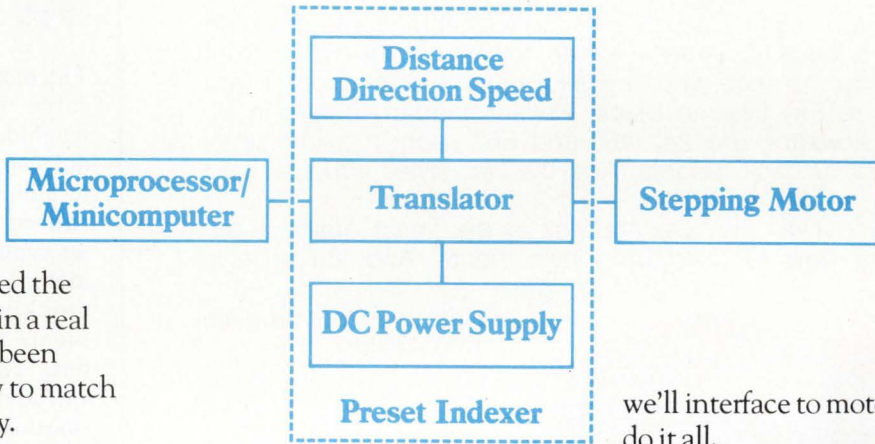 Distance
Direction Speed
Microprocessor/
Minicomputer
Translator
Stepping Motor
DC Power Supply
Preset Indexer
ed the
in a real
been
to match
y.
we'll interface to mot
do it all.